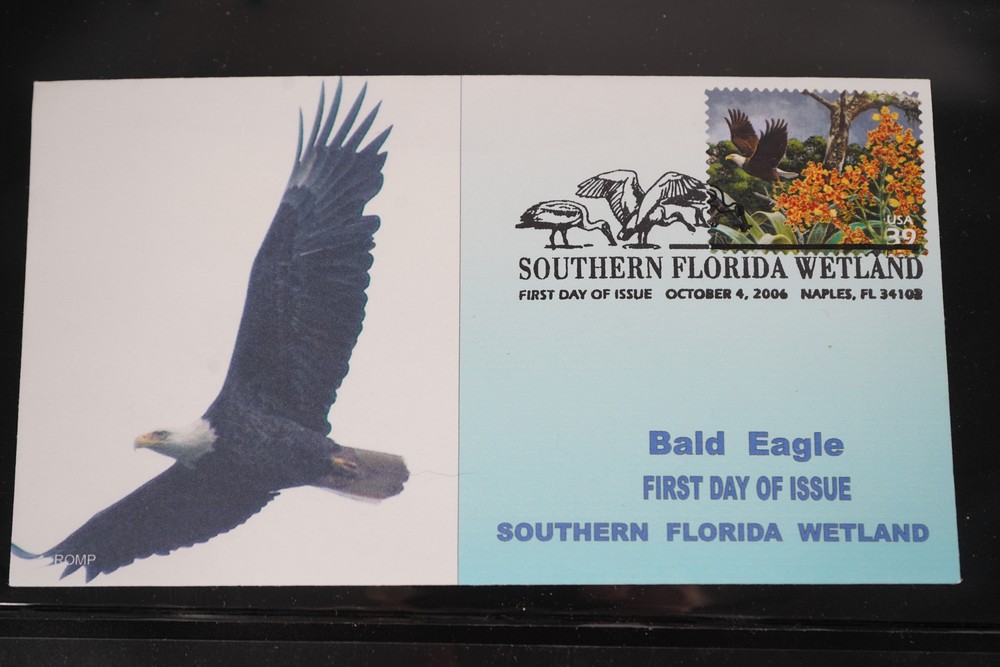 USA
39
SOUTHERN FLORIDA WETLAND
FIRST DAY OF ISSUE OCTOBER 4, 2006 NAPLES, FL 34102
Bald Eagle
FIRST DAY OF ISSUE
SOUTHERN FLORIDA WETLAND
ROMP